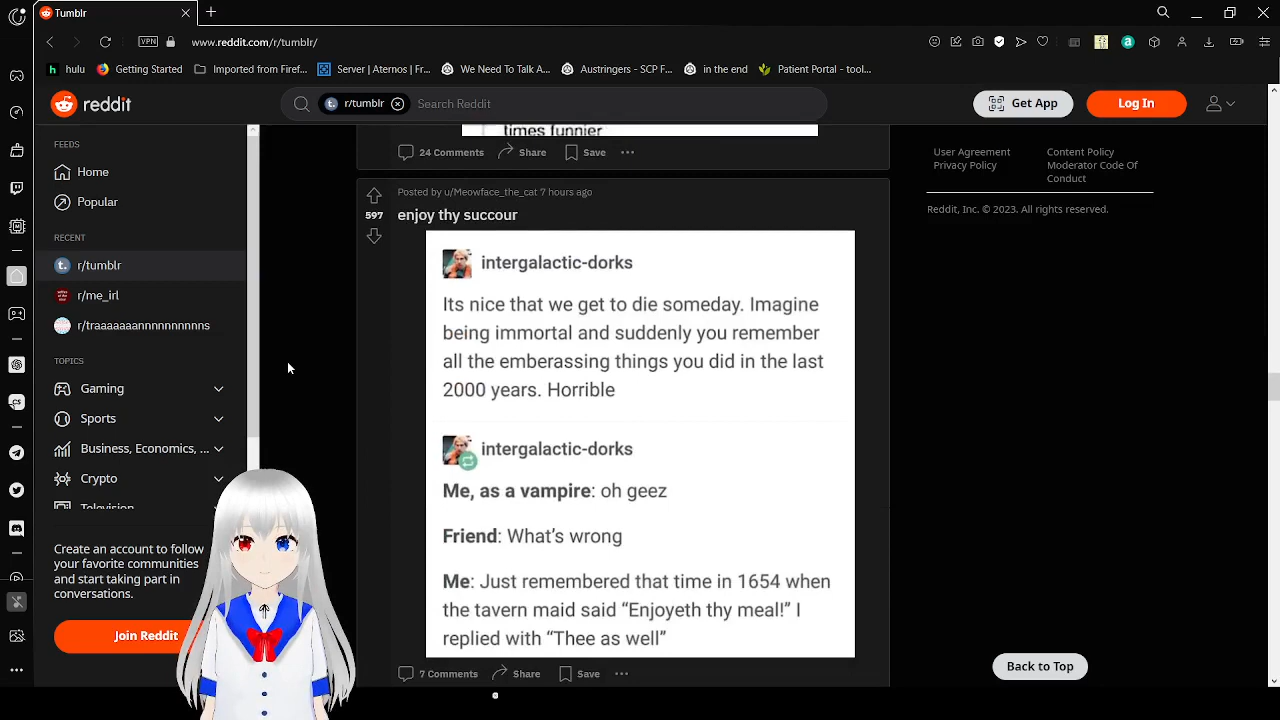 Tumblr
VPN
www.reddit.com/r/tumblr/
hulu
Getting Started
Imported from Firef...
Server | Aternos | Fr...
We Need To Talk A...
Austringers - SCP F...
in the end
Patient Portal - tool...
reddit
r/tumblr
Search Reddit
Get App
Log In
FEEDS
Home
Popular
RECENT
r/tumblr
r/me_irl
r/traaaaaaannnnnnnnns
TOPICS
Gaming
Sports
Business, Economics, ...
Crypto
Television
Create an account to follow
your favorite communities
and start taking part in
conversations.
Join Reddit
times funnier
24 Comments
Share
Save
Posted by u/Meowface_the_cat 7 hours ago
597
enjoy thy succour
intergalactic-dorks
Its nice that we get to die someday. Imagine
being immortal and suddenly you remember
all the emberassing things you did in the last
2000 years. Horrible
intergalactic-dorks
Me, as a vampire: oh geez
Friend: What's wrong
Me: Just remembered that time in 1654 when
the tavern maid said “Enjoyeth thy meal!” I
replied with “Thee as well”
7 Comments
Share
Save
User Agreement
Privacy Policy
Content Policy
Moderator Code Of
Conduct
Reddit, Inc. © 2023. All rights reserved.
Back to Top